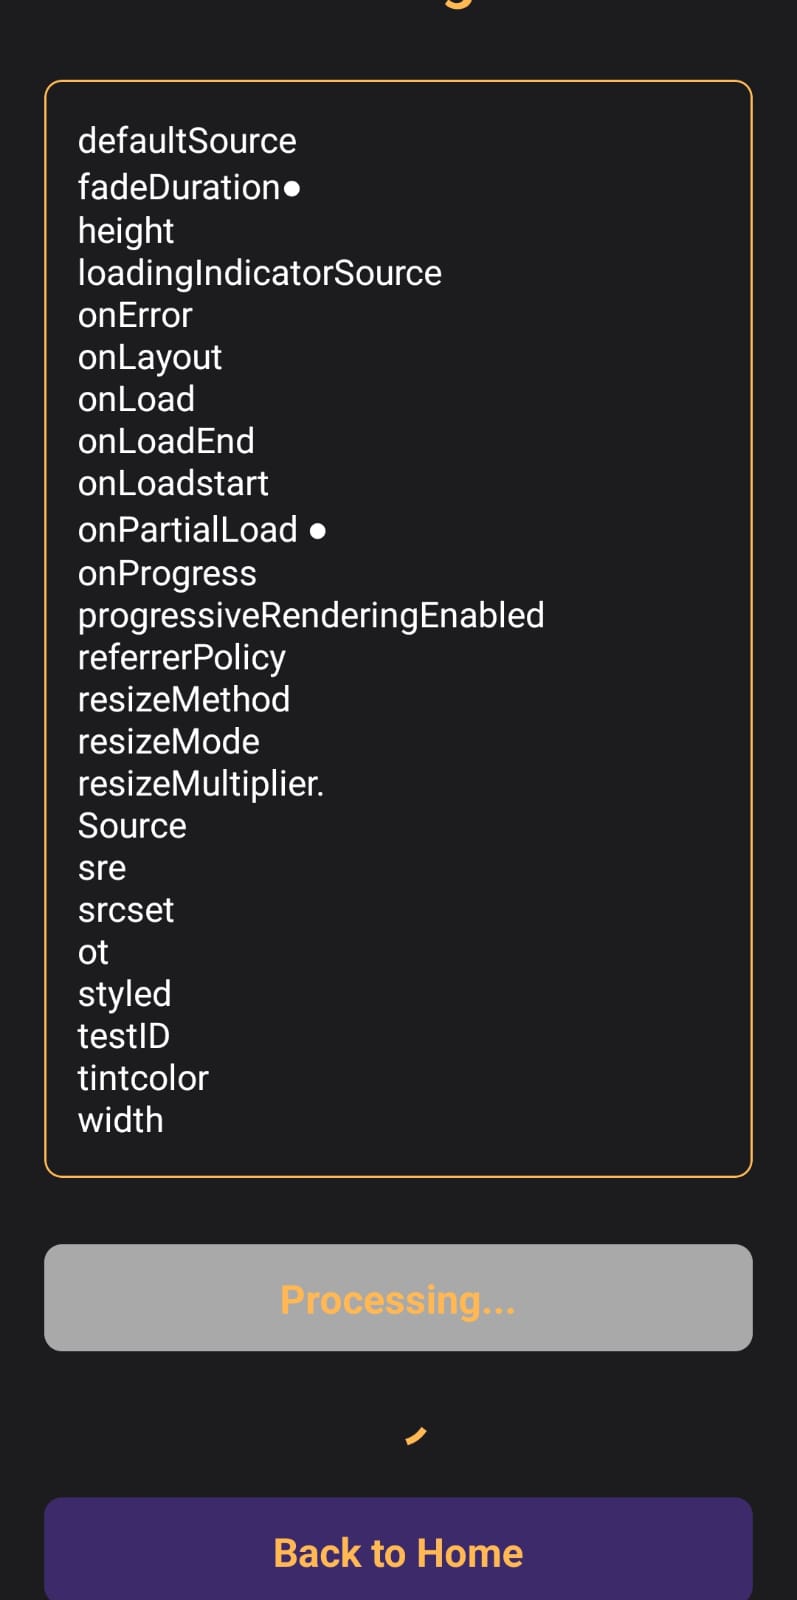 defaultSource
fadeDuration●
height
loadingIndicatorSource
onError
onLayout
onLoad
onLoadEnd
onLoadstart
onPartialLoad ●
onProgress
progressiveRenderingEnabled
referrerPolicy
resizeMethod
resizeMode
resizeMultiplier.
Source
sre
srcset
ot
styled
testID
tintcolor
width
Processing...
Back to Home